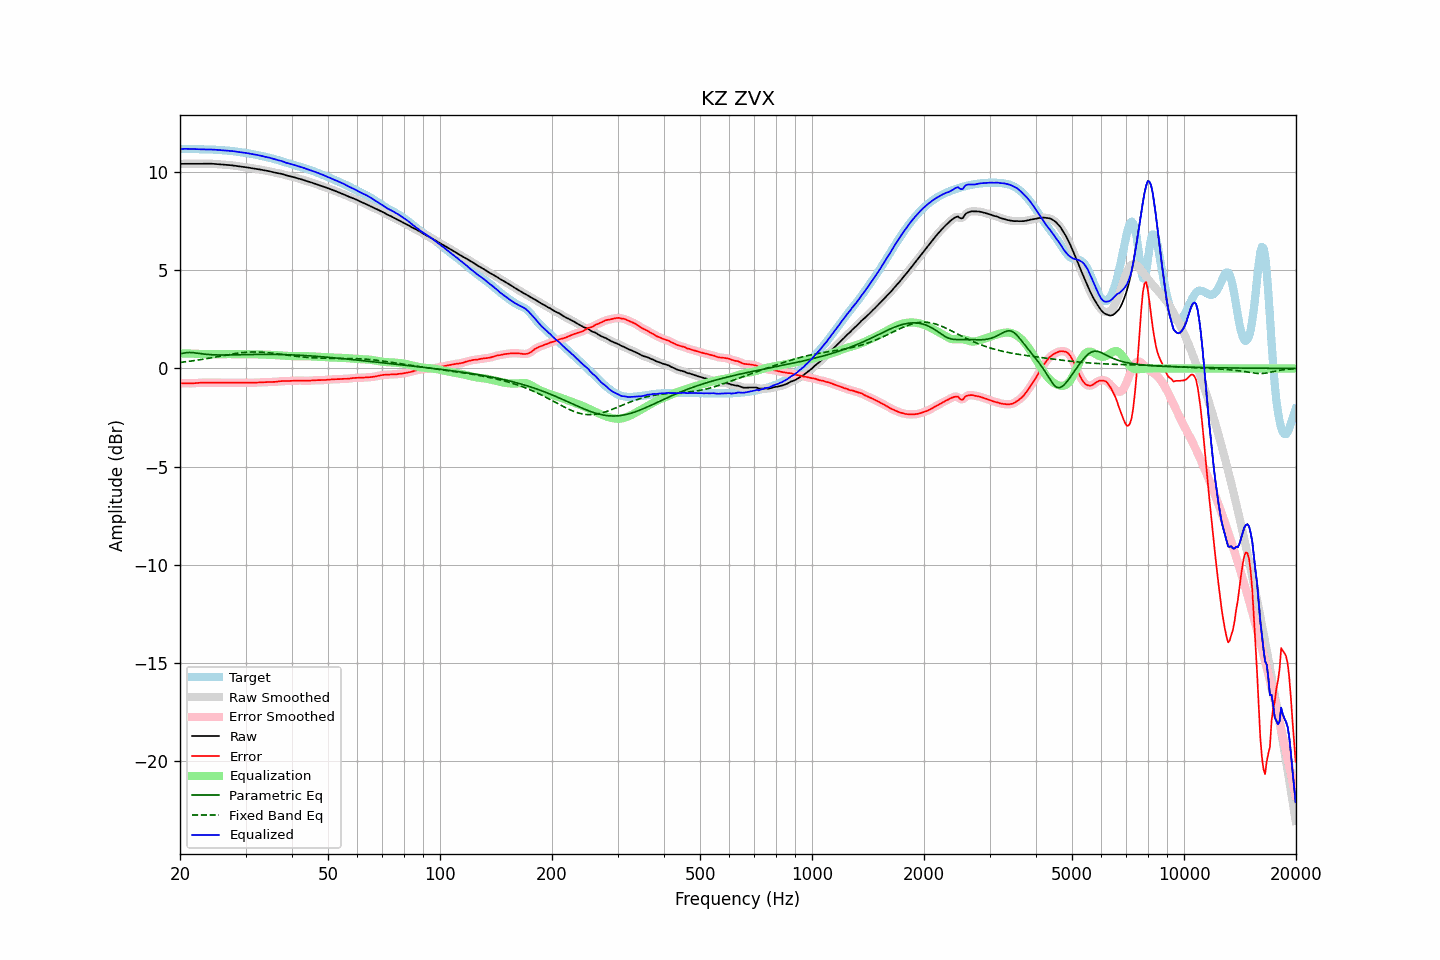 KZ ZVX
10
5
0
−5
−10
−15
−20
Amplitude (dBr)
Target
Raw Smoothed
Error Smoothed
Raw
Error
Equalization
Parametric Eq
Fixed Band Eq
Equalized
20 50 100 200 500 1000 2000 5000 10000 20000
Frequency (Hz)